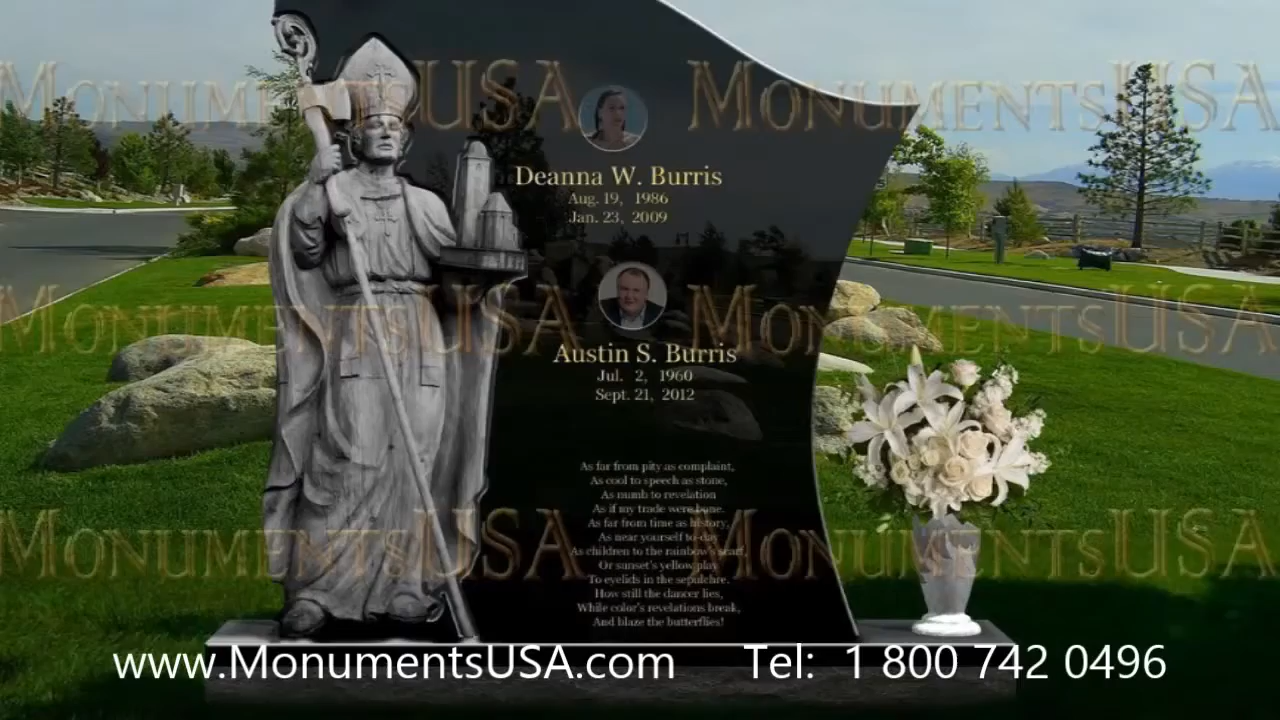 MonumentsUSA MonumentsUSA
Deanna W. Burris
Aug. 19, 1986
Jan. 23, 2009
MonumentsUSA MonumentsUSA
Austin S. Burris
Jul. 2, 1960
Sept. 21, 2012
As far from pity as complaint,
As cool to speech as stone,
As numb to revelation
As if my trade were bone.
As far from time as history,
As near yourself to-day
As children to the rainbow's scarf,
Or sunset's yellow play
To eyelids in the sepulchre.
How still the dancer lies,
While color's revelations break,
And blaze the butterflies!
MonumentsUSA MonumentsUSA
www.MonumentsUSA.com Tel: 1 800 742 0496